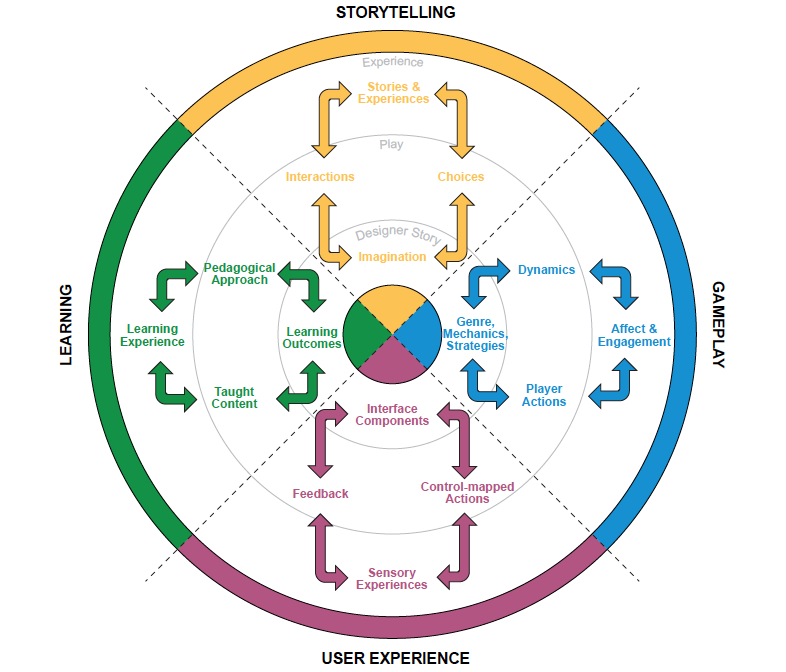 STORYTELLING
Experience
Stories &
Experiences
Play
Interactions
Choices
Designer Story
Imagination
LEARNING
Pedagogical
Approach
Learning
Experience
Learning
Outcomes
Taught
Content
GAMEPLAY
Dynamics
Genre,
Mechanics,
Strategies
Affect &
Engagement
Player
Actions
Interface
Components
Feedback
Control-mapped
Actions
Sensory
Experiences
USER EXPERIENCE